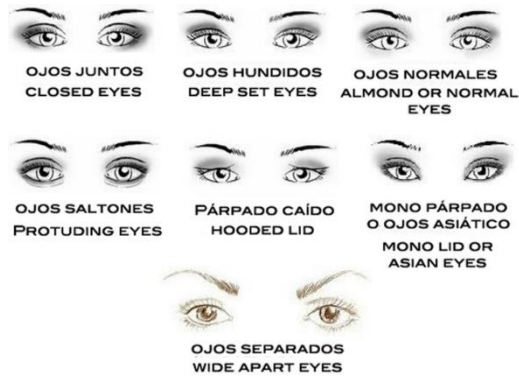 OJOS JUNTOS
CLOSED EYES
OJOS HUNDIDOS
DEEP SET EYES
OJOS NORMALES
ALMOND OR NORMAL
EYES
OJOS SALTONES
PROTUDING EYES
PÁRPADO CAÍDO
HOODED LID
MONO PÁRPADO
O OJOS ASIÁTICO
MONO LID OR
ASIAN EYES
OJOS SEPARADOS
WIDE APART EYES